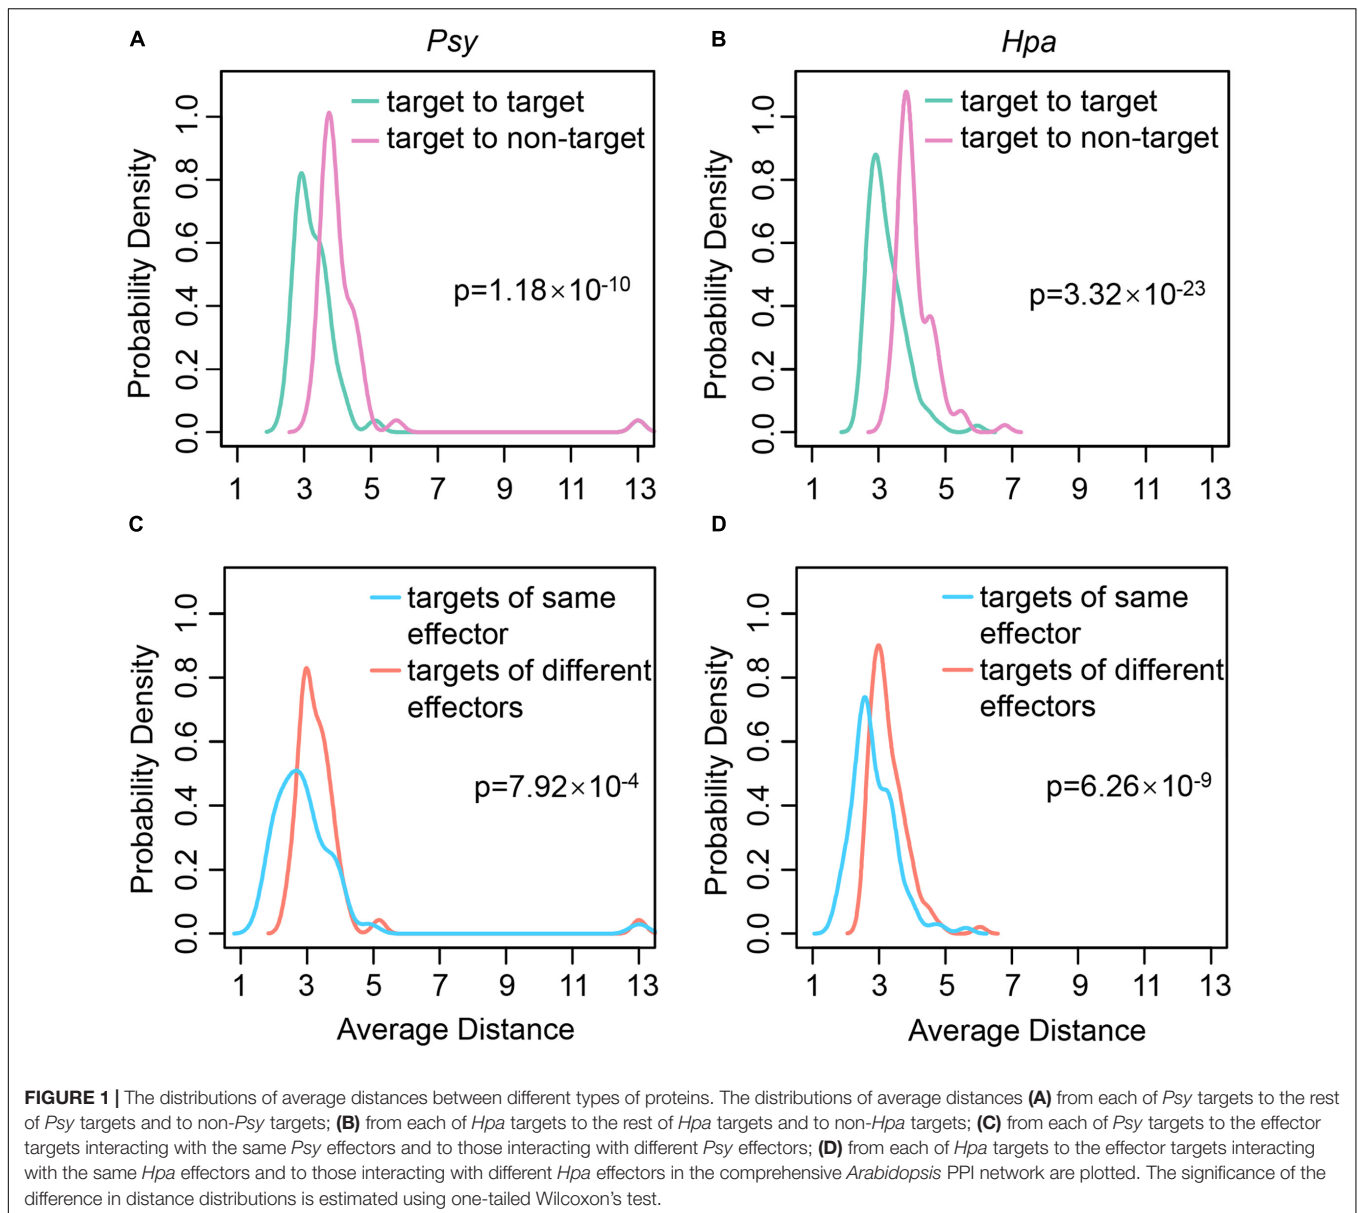 A
Psy
target to target
target to non-target
p=1.18×10-10
Probability Density
0.0 0.2 0.4 0.6 0.8 1.0
1 3 5 7 9 11 13
B
Hpa
target to target
target to non-target
p=3.32×10-23
Probability Density
0.0 0.2 0.4 0.6 0.8 1.0
1 3 5 7 9 11 13
C
targets of same
effector
targets of different
effectors
p=7.92×10-4
Probability Density
0.0 0.2 0.4 0.6 0.8 1.0
1 3 5 7 9 11 13
Average Distance
D
targets of same
effector
targets of different
effectors
p=6.26×10-9
Probability Density
0.0 0.2 0.4 0.6 0.8 1.0
1 3 5 7 9 11 13
Average Distance
FIGURE 1 | The distributions of average distances between different types of proteins. The distributions of average distances (A) from each of Psy targets to the rest
of Psy targets and to non-Psy targets; (B) from each of Hpa targets to the rest of Hpa targets and to non-Hpa targets; (C) from each of Psy targets to the effector
targets interacting with the same Psy effectors and to those interacting with different Psy effectors; (D) from each of Hpa targets to the effector targets interacting
with the same Hpa effectors and to those interacting with different Hpa effectors in the comprehensive Arabidopsis PPI network are plotted. The significance of the
difference in distance distributions is estimated using one-tailed Wilcoxon's test.